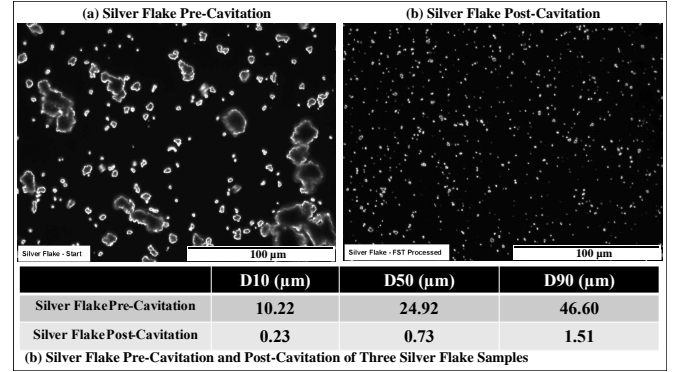 (a) Silver Flake Pre-Cavitation
(b) Silver Flake Post-Cavitation
Silver Flake - Start
100 µm
Silver Flake - FST Processed
100 µm
D10 (µm) D50 (µm) D90 (µm)
Silver Flake Pre-Cavitation 10.22 24.92 46.60
Silver Flake Post-Cavitation 0.23 0.73 1.51
(b) Silver Flake Pre-Cavitation and Post-Cavitation of Three Silver Flake Samples